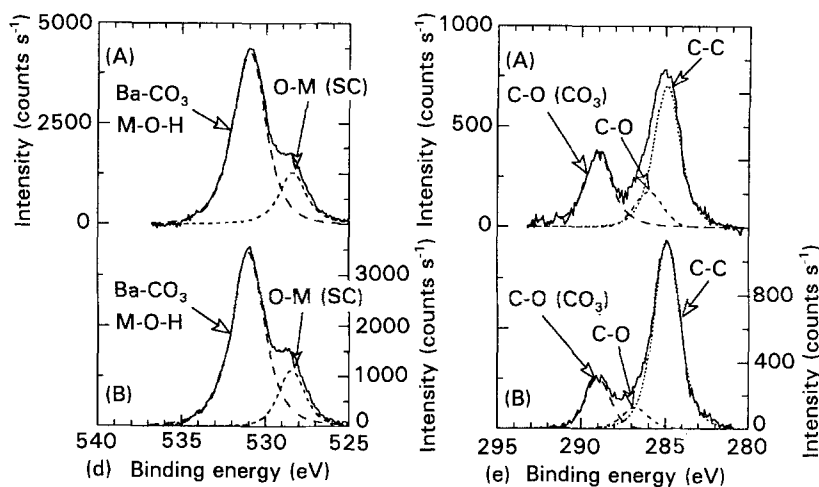 5000
(A)
O-M (SC)
Ba-CO₃
M-O-H
2500
0
Intensity (counts s⁻¹)
3000
Ba-CO₃
O-M (SC)
M-O-H
2000
1000
(B)
0
Intensity (counts s⁻¹)
540
535
530
525
(d) Binding energy (eV)
1000
(A)
C-C
C-O (CO₃)
750
C-O
500
250
0
Intensity (counts s⁻¹)
C-C
C-O (CO₃)
800
C-O
400
(B)
0
Intensity (counts s⁻¹)
295
290
285
280
(e) Binding energy (eV)